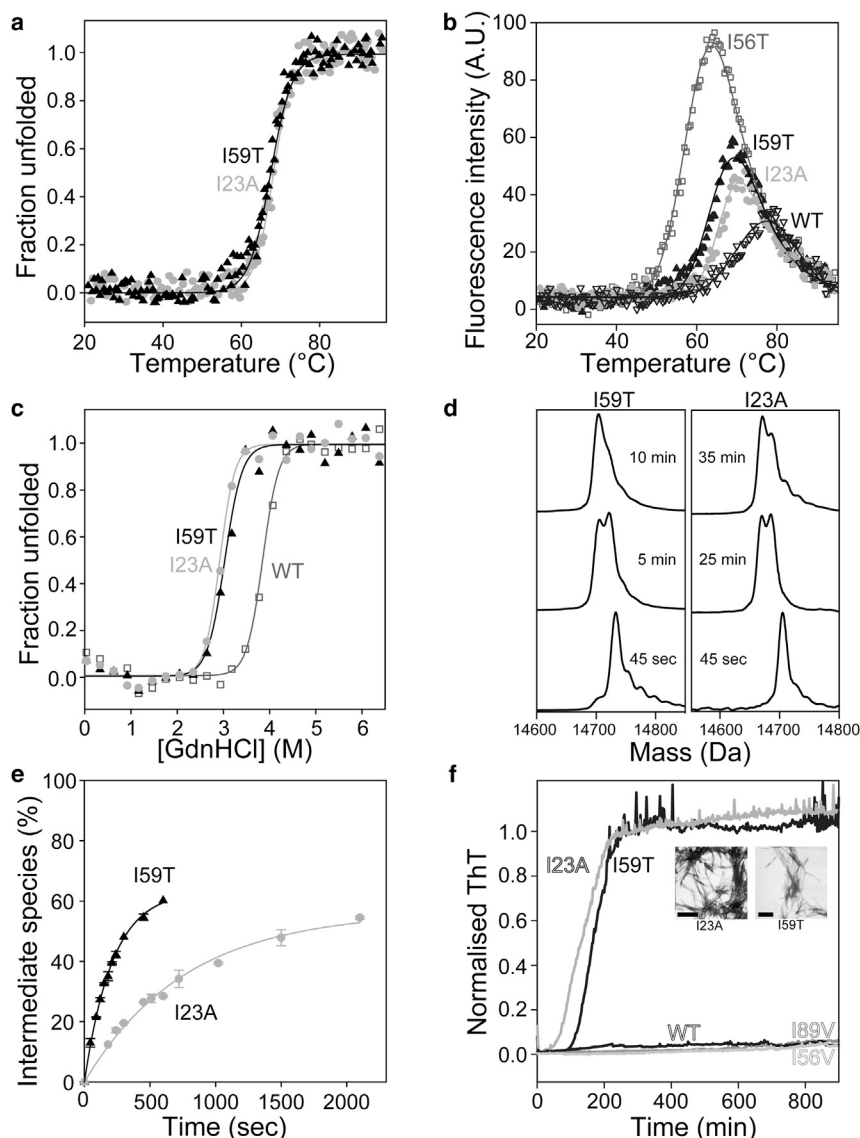 a
Fraction unfolded
1.0
0.8
0.6
0.4
0.2
0.0
I59T
I23A
20 40 60 80
Temperature (°C)
b
Fluorescence intensity (A.U.)
100
80
60
40
20
0
I56T
I59T
I23A
WT
20 40 60 80
Temperature (°C)
c
Fraction unfolded
1.0
0.8
0.6
0.4
0.2
0.0
I59T
I23A
WT
0 1 2 3 4 5 6
[GdnHCl] (M)
d
I59T I23A
10 min 35 min
5 min 25 min
45 sec 45 sec
14600 14700 14800 14600 14700 14800
Mass (Da)
e
Intermediate species (%)
100
80
60
40
20
0
I59T
I23A
0 500 1000 1500 2000
Time (sec)
f
Normalised ThT
1.0
0.8
0.6
0.4
0.2
0.0
I23A I59T
I23A I59T
WT I89V
I56V
0 200 400 600 800
Time (min)